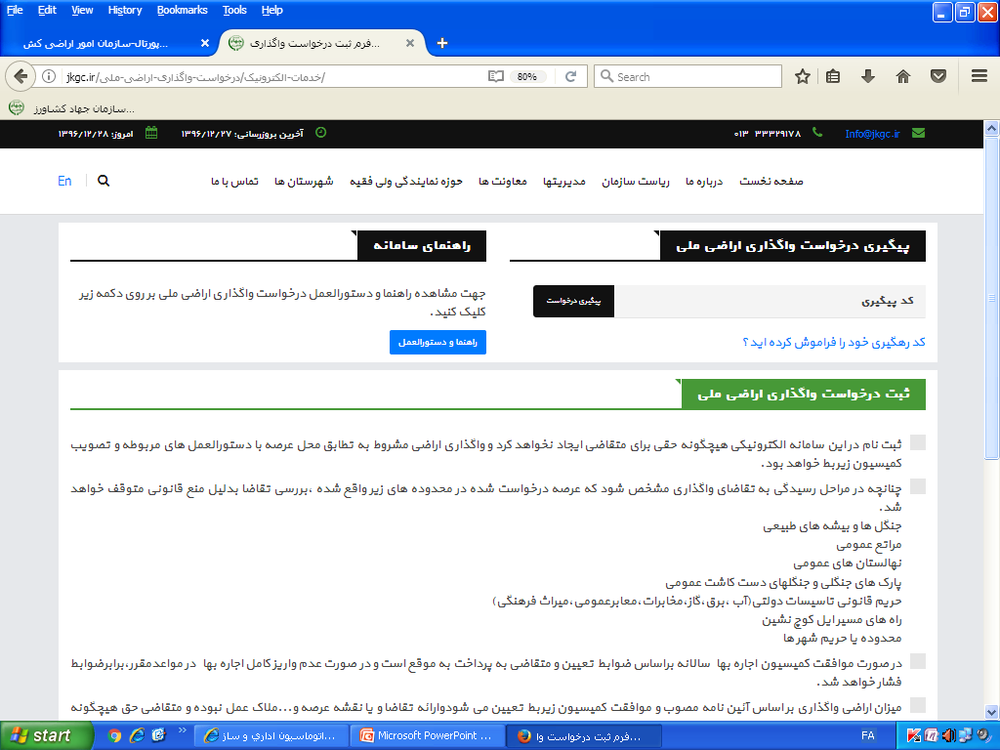 File Edit View History Bookmarks Tools Help
پورتال-سازمان امور اراضی کش...
فرم ثبت درخواست واگذاری...
jkgc.ir/خدمات-الکترونیک/درخواست-واگذاری-اراضی-ملی/
80%
Search
سازمان جهاد کشاورز...
Info@jkgc.ir
۰۱۳ ۳۳۳۲۹۱۷۸
آخرین بروزرسانی: ۱۳۹۶/۱۲/۲۷
امروز: ۱۳۹۶/۱۲/۲۸
صفحه نخست درباره ما ریاست سازمان مدیریتها معاونت ها حوزه نمایندگی ولی فقیه شهرستان ها تماس با ما
En
پیگیری درخواست واگذاری اراضی ملی
کد پیگیری
پیگیری درخواست
کد رهگیری خود را فراموش کرده اید ؟
راهنمای سامانه
جهت مشاهده راهنما و دستورالعمل درخواست واگذاری اراضی ملی بر روی دکمه زیر
کلیک کنید .
راهنما و دستورالعمل
ثبت درخواست واگذاری اراضی ملی
ثبت نام دراین سامانه الکترونیکی هیچگونه حقی برای متقاضی ایجاد نخواهد کرد و واگذاری اراضی مشروط به تطابق محل عرصه با دستورالعمل های مربوطه و تصویب
کمیسیون زیربط خواهد بود.
چنانچه در مراحل رسیدگی به تقاضای واگذاری مشخص شود که عرصه درخواست شده در محدوده های زیر واقع شده ،بررسی تقاضا بدلیل منع قانونی متوقف خواهد
شد.
جنگل ها و بیشه های طبیعی
مراتع عمومی
نهالستان های عمومی
پارک های جنگلی و جنگلهای دست کاشت عمومی
حریم قانونی تاسیسات دولتی(آب ،برق،گاز،مخابرات،معابرعمومی،میراث فرهنگی)
راه های مسیر ایل کوچ نشین
محدوده یا حریم شهر ها
درصورت موافقت کمیسیون اجاره بها سالانه براساس ضوابط تعیین و متقاضی به پرداخت به موقع است و در صورت عدم واریز کامل اجاره بها در مواعدمقرر،برابرضوابط
فشارخواهد شد.
میزان اراضی واگذاری بر اساس آئین نامه مصوب و موافقت کمیسیون زیربط تعیین می شودوارائه تقاضا و یا نقشه عرصه و...ملاک عمل نبوده و متقاضی حق هیچگونه
start
اتوماسیون اداري و ساز...
Microsoft PowerPoint ...
فرم ثبت درخواست وا...
FA